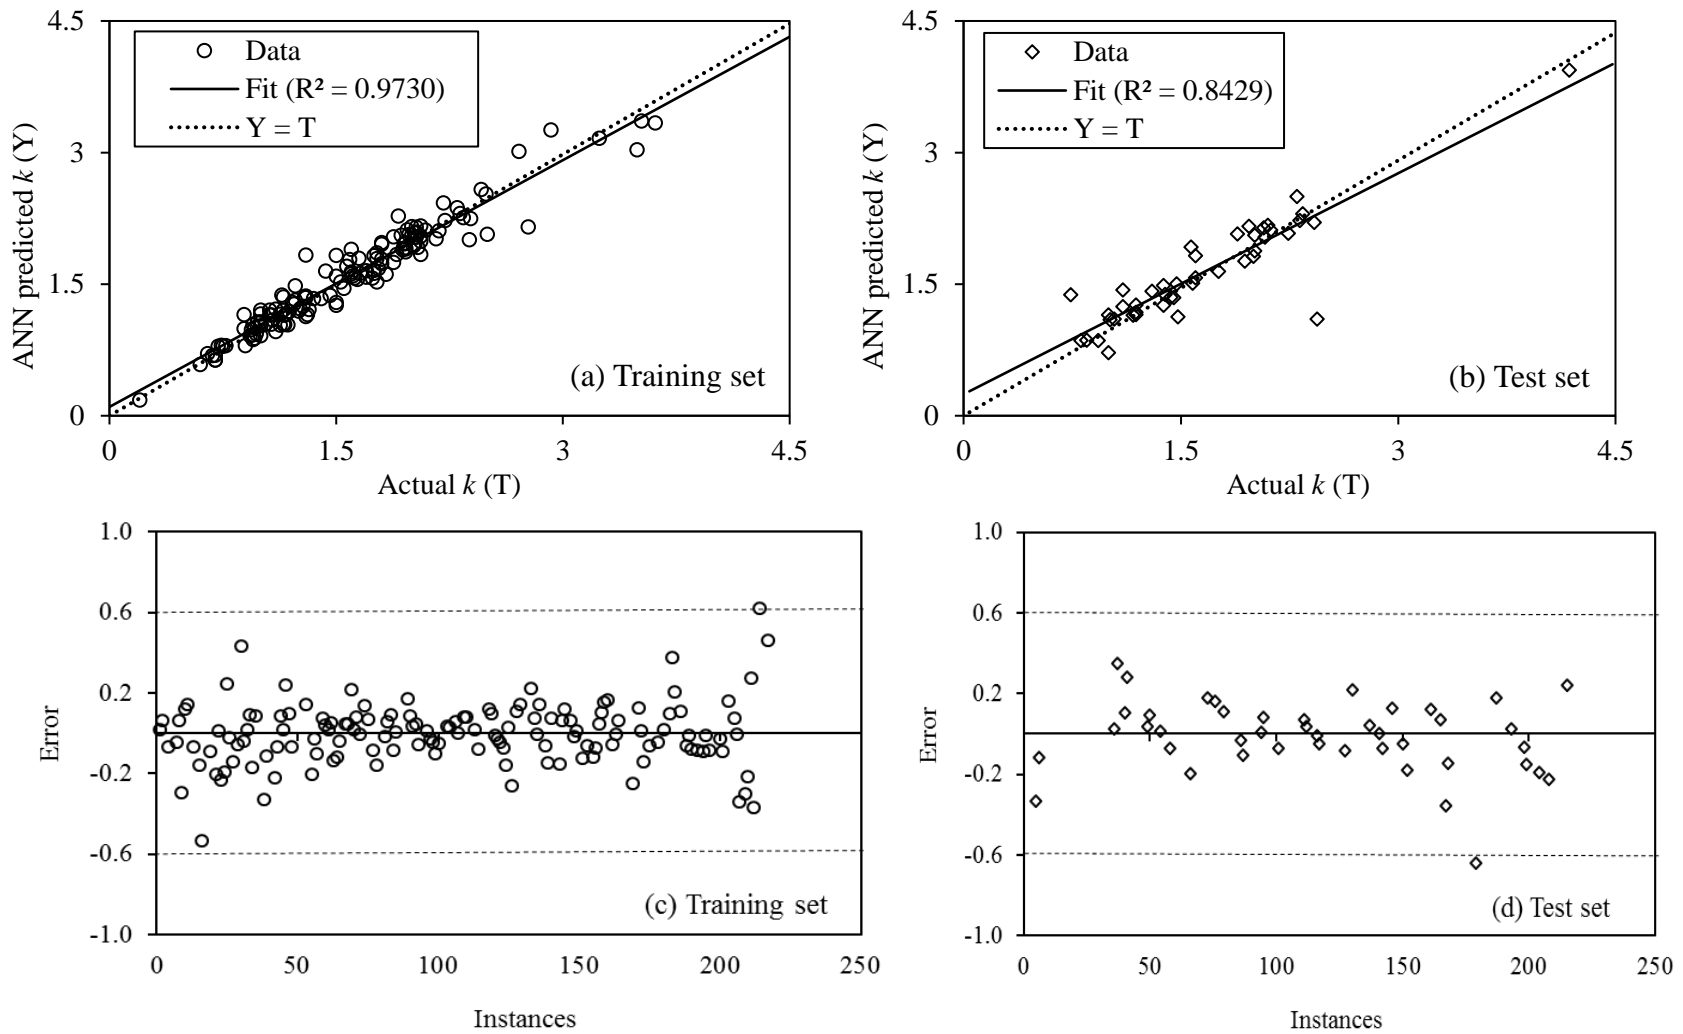 4.5
Data
Fit (R² = 0.9730)
Y = T
3
1.5
0
ANN predicted k (Y)
(a) Training set
0
1.5
3
4.5
Actual k (T)
4.5
Data
Fit (R² = 0.8429)
Y = T
3
1.5
0
ANN predicted k (Y)
(b) Test set
0
1.5
3
4.5
Actual k (T)
1.0
0.6
0.2
-0.2
-0.6
-1.0
Error
(c) Training set
0
50
100
150
200
250
Instances
1.0
0.6
0.2
-0.2
-0.6
-1.0
Error
(d) Test set
0
50
100
150
200
250
Instances